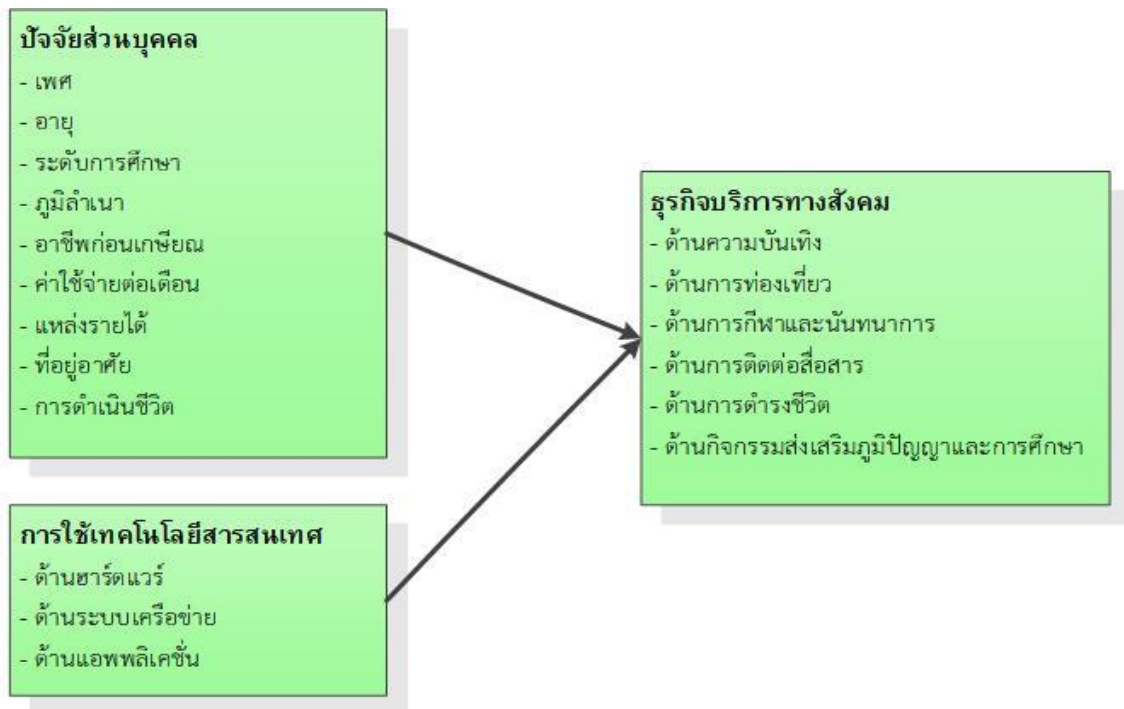 ปัจจัยส่วนบุคคล
- เพศ
- อายุ
- ระดับการศึกษา
- ภูมิลำเนา
- อาชีพก่อนเกษียณ
- ค่าใช้จ่ายต่อเดือน
- แหล่งรายได้
- ที่อยู่อาศัย
- การดำเนินชีวิต
การใช้เทคโนโลยีสารสนเทศ
- ด้านฮาร์ดแวร์
- ด้านระบบเครือข่าย
- ด้านแอพพลิเคชั่น
ธุรกิจบริการทางสังคม
- ด้านความบันเทิง
- ด้านการท่องเที่ยว
- ด้านการกีฬาและนันทนาการ
- ด้านการติดต่อสื่อสาร
- ด้านการดำรงชีวิต
- ด้านกิจกรรมส่งเสริมภูมิปัญญาและการศึกษา